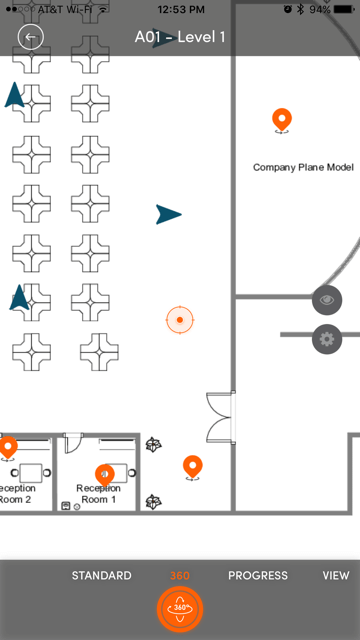 AT&T Wi-Fi 12:53 PM 94%
A01 - Level 1
Company Plane Model
eception
Room 2
Reception
Room 1
STANDARD 360 PROGRESS VIEW
360°